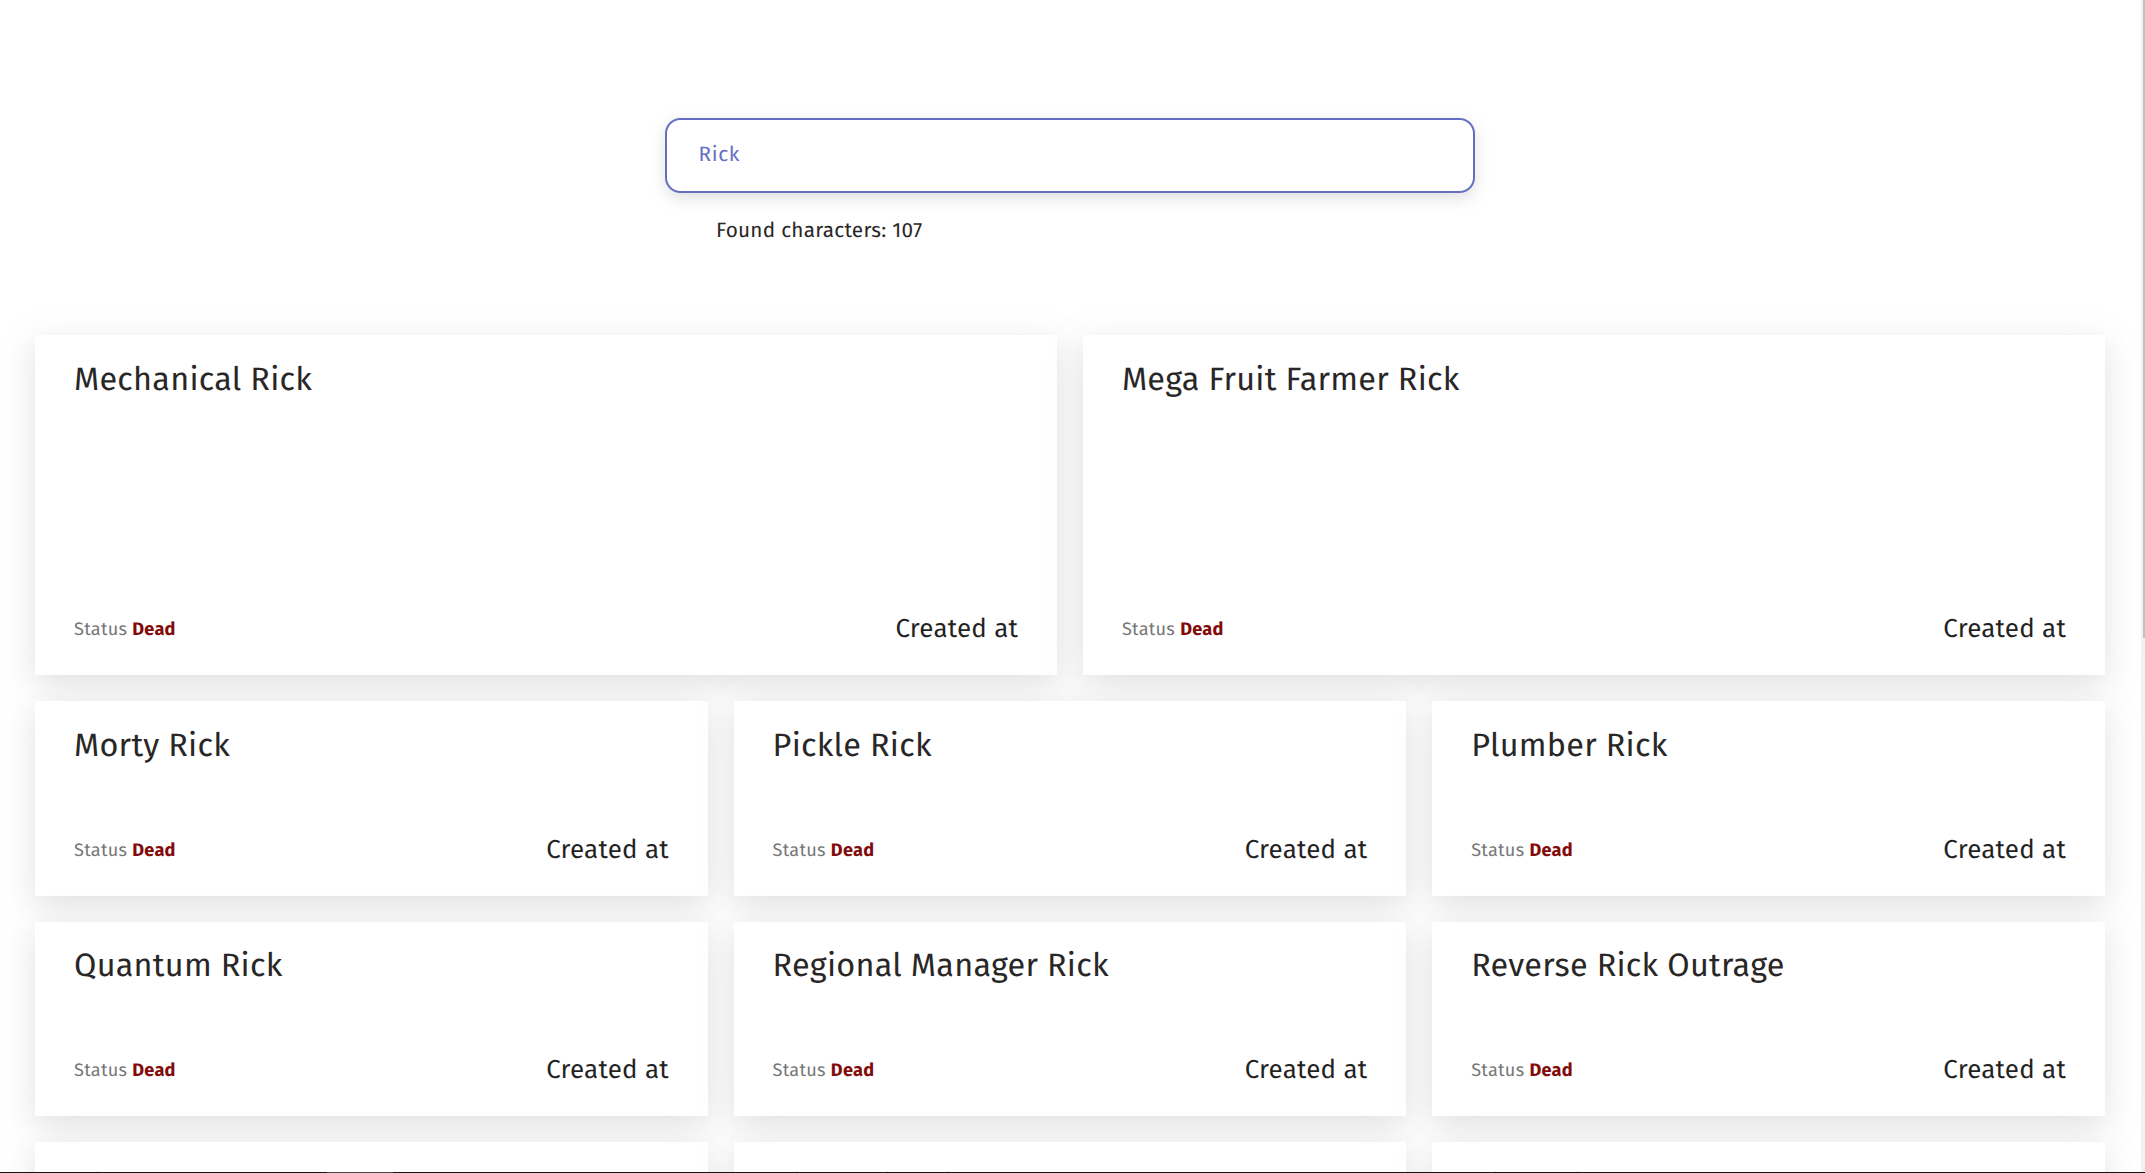 Rick
Found characters: 107
Mechanical Rick
Status Dead
Created at
Mega Fruit Farmer Rick
Status Dead
Created at
Morty Rick
Status Dead
Created at
Pickle Rick
Status Dead
Created at
Plumber Rick
Status Dead
Created at
Quantum Rick
Status Dead
Created at
Regional Manager Rick
Status Dead
Created at
Reverse Rick Outrage
Status Dead
Created at